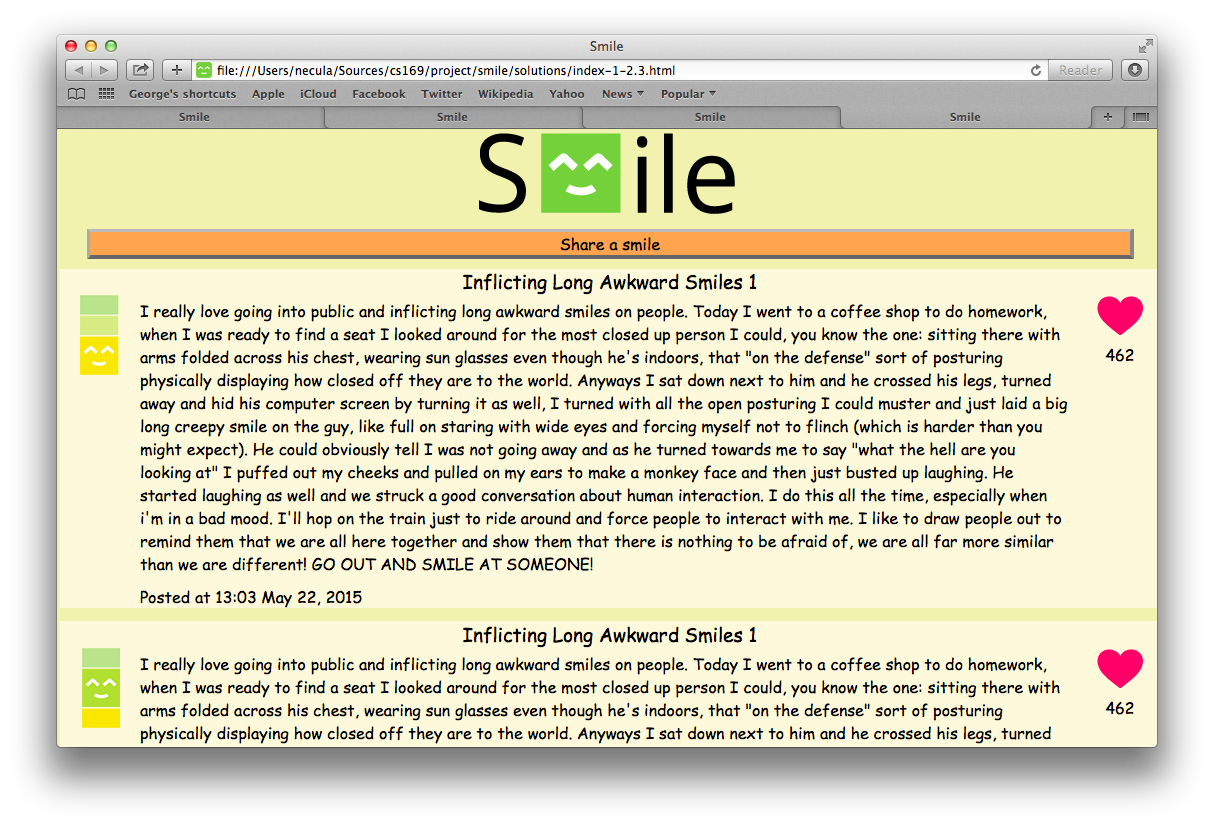 Smile
file:///Users/necula/Sources/cs169/project/smile/solutions/index-1-2.3.html
Reader
George's shortcuts Apple iCloud Facebook Twitter Wikipedia Yahoo News Popular
Smile Smile Smile Smile
Smile
Share a smile
Inflicting Long Awkward Smiles 1
I really love going into public and inflicting long awkward smiles on people. Today I went to a coffee shop to do homework,
when I was ready to find a seat I looked around for the most closed up person I could, you know the one: sitting there with
arms folded across his chest, wearing sun glasses even though he's indoors, that "on the defense" sort of posturing
physically displaying how closed off they are to the world. Anyways I sat down next to him and he crossed his legs, turned
away and hid his computer screen by turning it as well, I turned with all the open posturing I could muster and just laid a big
long creepy smile on the guy, like full on staring with wide eyes and forcing myself not to flinch (which is harder than you
might expect). He could obviously tell I was not going away and as he turned towards me to say "what the hell are you
looking at" I puffed out my cheeks and pulled on my ears to make a monkey face and then just busted up laughing. He
started laughing as well and we struck a good conversation about human interaction. I do this all the time, especially when
i'm in a bad mood. I'll hop on the train just to ride around and force people to interact with me. I like to draw people out to
remind them that we are all here together and show them that there is nothing to be afraid of, we are all far more similar
than we are different! GO OUT AND SMILE AT SOMEONE!
462
Posted at 13:03 May 22, 2015
Inflicting Long Awkward Smiles 1
I really love going into public and inflicting long awkward smiles on people. Today I went to a coffee shop to do homework,
when I was ready to find a seat I looked around for the most closed up person I could, you know the one: sitting there with
arms folded across his chest, wearing sun glasses even though he's indoors, that "on the defense" sort of posturing
physically displaying how closed off they are to the world. Anyways I sat down next to him and he crossed his legs, turned
462